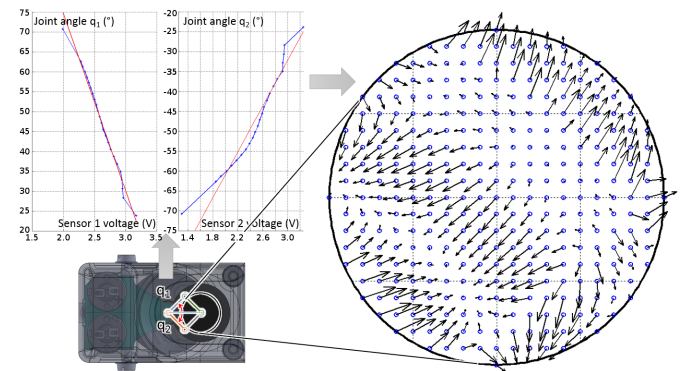 Joint angle q1 (°)
75
70
65
60
55
50
45
40
35
30
25
20
Sensor 1 voltage (V)
1.5 2.0 2.5 3.0 3.5
Joint angle q2 (°)
-20
-25
-30
-35
-45
-50
-55
-60
-65
-70
-75
Sensor 2 voltage (V)
1.4 1.8 2.2 2.6 3.0
q1
q2